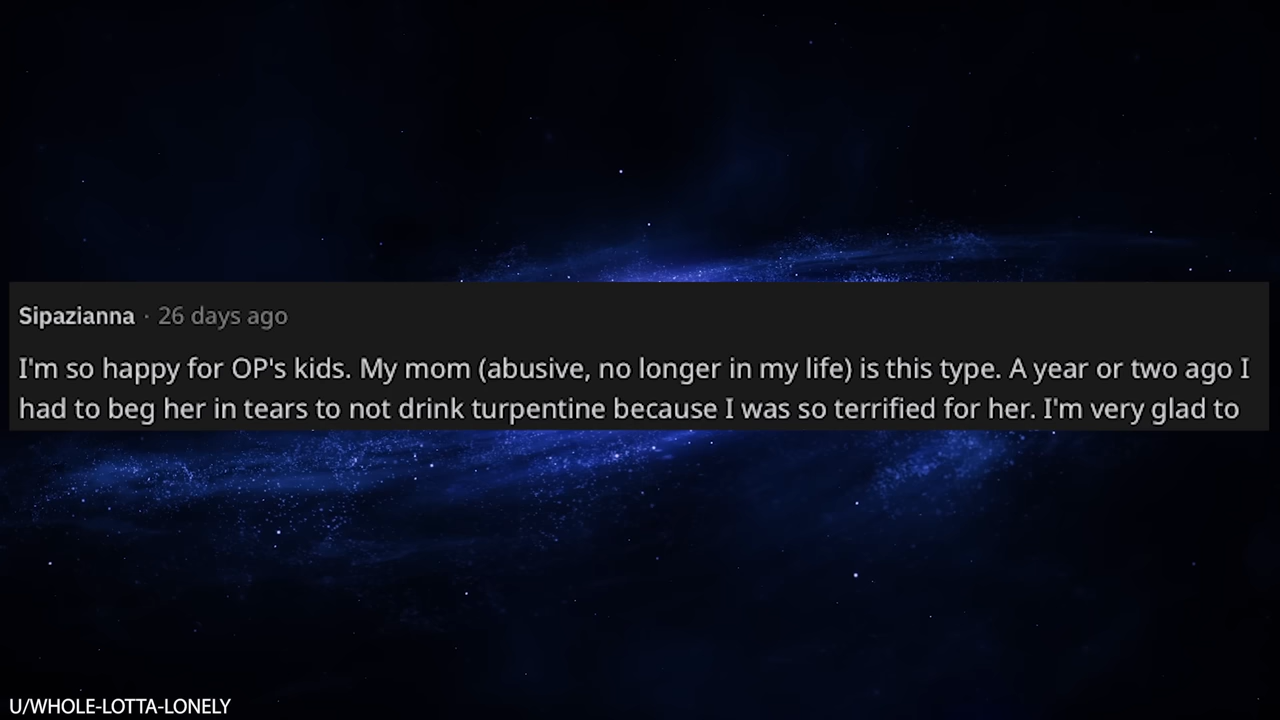 Sipazianna · 26 days ago
I'm so happy for OP's kids. My mom (abusive, no longer in my life) is this type. A year or two ago I
had to beg her in tears to not drink turpentine because I was so terrified for her. I'm very glad to
U/WHOLE-LOTTA-LONELY